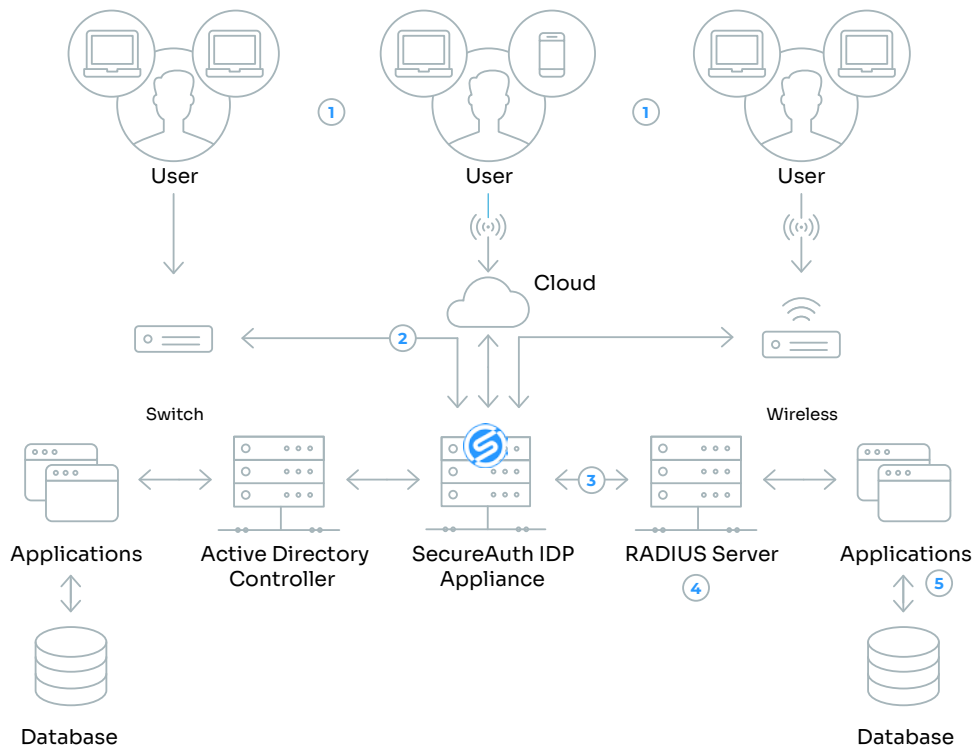 1
1
User
User
User
Cloud
2
Switch
Wireless
3
Applications
Active Directory
Controller
SecureAuth IDP
Appliance
RADIUS Server
Applications
4
5
Database
Database